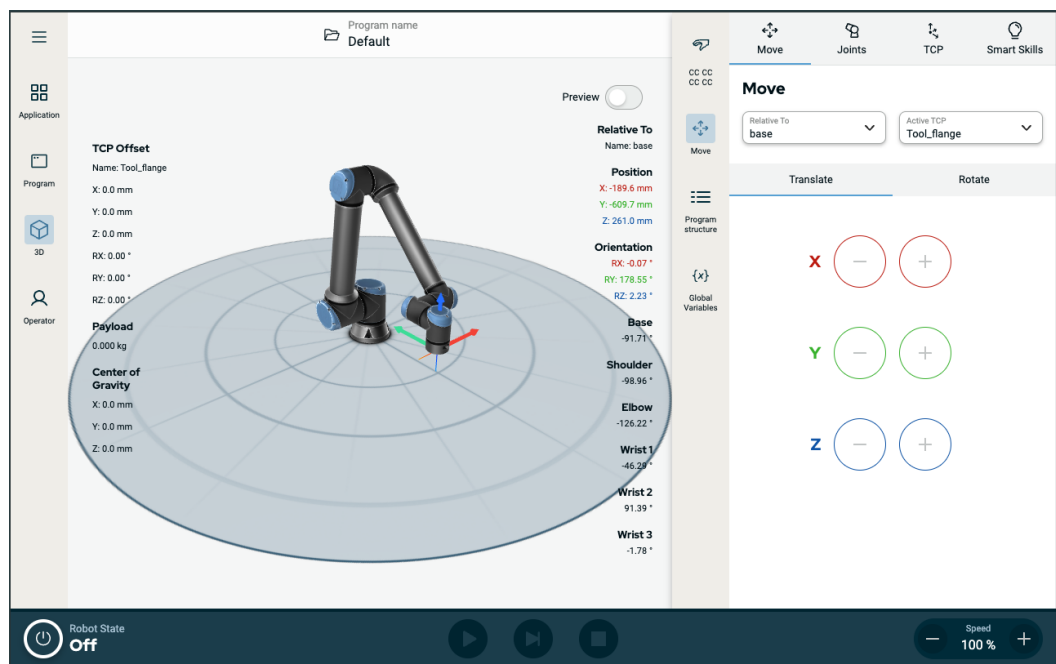 Program name
Default
Application
Program
3D
Operator
Preview
TCP Offset
Name: Tool_flange
X: 0.0 mm
Y: 0.0 mm
Z: 0.0 mm
RX: 0.00 °
RY: 0.00 °
RZ: 0.00 °
Payload
0.000 kg
Center of
Gravity
X: 0.0 mm
Y: 0.0 mm
Z: 0.0 mm
Relative To
Name: base
Position
X: -189.6 mm
Y: -609.7 mm
Z: 261.0 mm
Orientation
RX: -0.07 °
RY: 178.55 °
RZ: 2.23 °
Base
-91.71 °
Shoulder
-98.96 °
Elbow
-126.22 °
Wrist 1
-46.28 °
Wrist 2
91.39 °
Wrist 3
-1.78 °
CC CC
CC CC
Move
Program
structure
{x}
Global
Variables
Move
Joints
TCP
Smart Skills
Move
Relative To
base
Active TCP
Tool_flange
Translate
Rotate
X
Y
Z
Robot State
Off
Speed
100 %